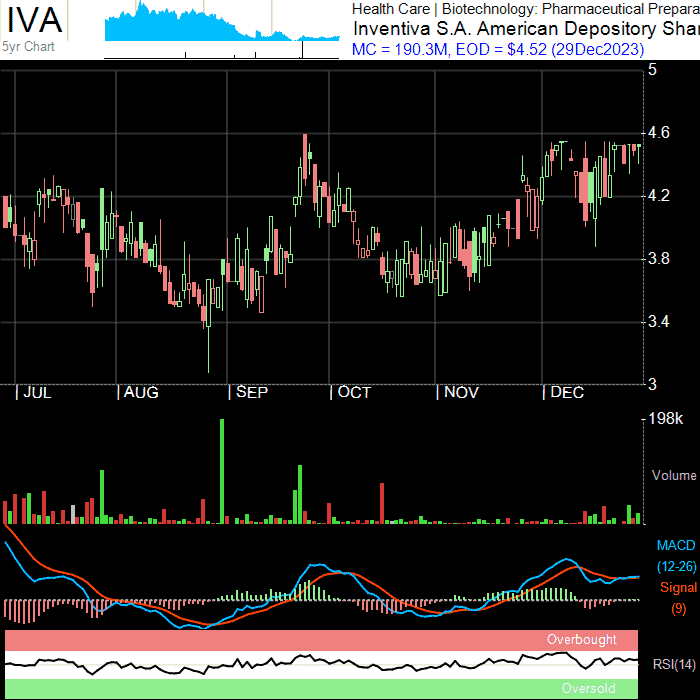 IVA
5yr Chart
Health Care | Biotechnology: Pharmaceutical Prepara
Inventiva S.A. American Depository Shar
MC = 190.3M, EOD = $4.52 (29Dec2023)
5
4.6
4.2
3.8
3.4
3
JUL
AUG
SEP
OCT
NOV
DEC
198k
Volume
MACD
(12-26)
Signal
(9)
Overbought
RSI(14)
Oversold